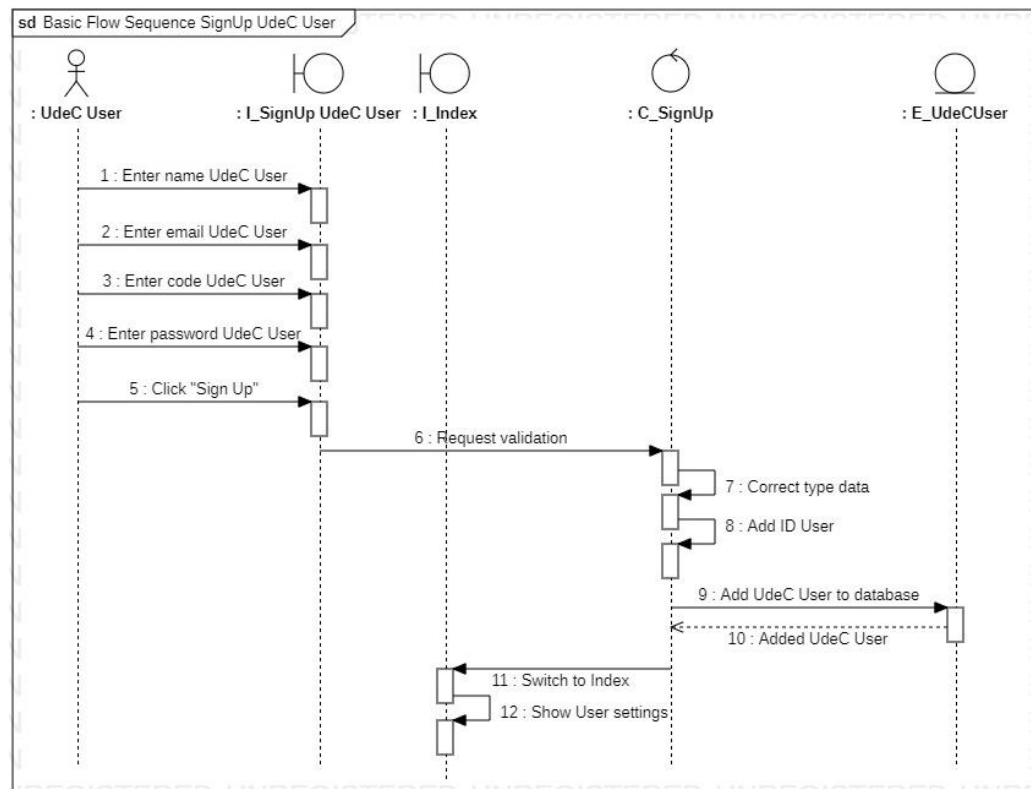 sd Basic Flow Sequence SignUp UdeC User
: UdeC User
: I_SignUp UdeC User
: I_Index
: C_SignUp
: E_UdeCUser
1 : Enter name UdeC User
2 : Enter email UdeC User
3 : Enter code UdeC User
4 : Enter password UdeC User
5 : Click "Sign Up"
6 : Request validation
7 : Correct type data
8 : Add ID User
9 : Add UdeC User to database
10 : Added UdeC User
11 : Switch to Index
12 : Show User settings